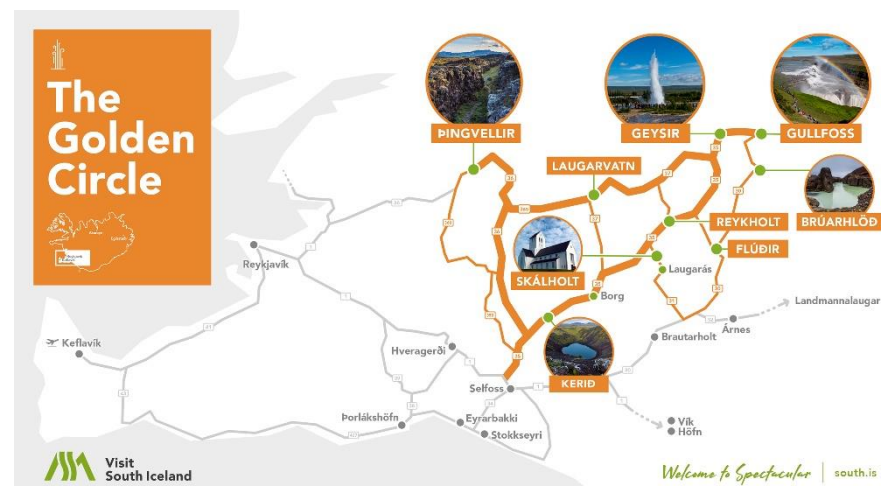 The
Golden
Circle
ÞINGVELLIR
GEYSIR
GULLFOSS
LAUGARVATN
BRÚARHLÖÐ
REYKHOLT
FLÚÐIR
SKÁLHOLT
Laugarás
Reykjavík
Borg
Landmannalaugar
Árnes
Brautarholt
Keflavík
Hveragerði
KERIÐ
Selfoss
Þorlákshöfn
Eyrarbakki
Stokkseyri
Vík
Höfn
Visit
South Iceland
Welcome to Spectacular
south.is